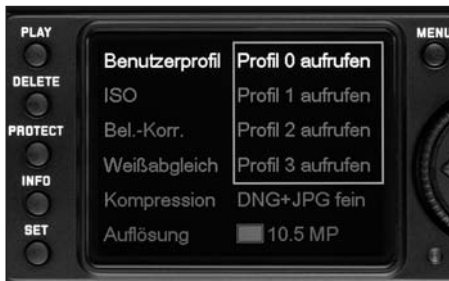 PLAY
MENU
Benutzerprofil Profil 0 aufrufen
DELETE
ISO Profil 1 aufrufen
PROTECT
Bel.-Korr. Profil 2 aufrufen
Weißabgleich Profil 3 aufrufen
INFO
Kompression DNG+JPG fein
SET
Auflösung 10.5 MP